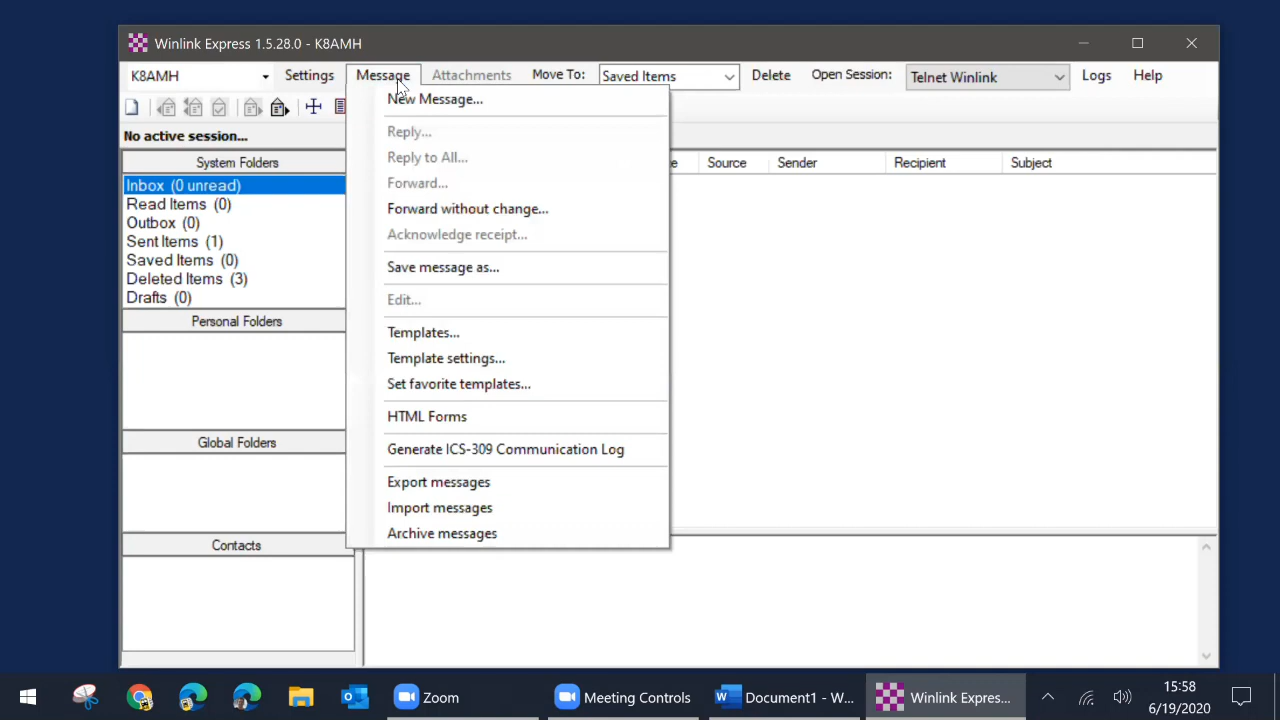 Winlink Express 1.5.28.0 - K8AMH
K8AMH Settings Message Attachments Move To: Saved Items Delete Open Session: Telnet Winlink Logs Help
No active session...
System Folders
Inbox (0 unread)
Read Items (0)
Outbox (0)
Sent Items (1)
Saved Items (0)
Deleted Items (3)
Drafts (0)
Personal Folders
Global Folders
Contacts
New Message...
Reply...
Reply to All...
Forward...
Forward without change...
Acknowledge receipt...
Save message as...
Edit...
Templates...
Template settings...
Set favorite templates...
HTML Forms
Generate ICS-309 Communication Log
Export messages
Import messages
Archive messages
Source Sender Recipient Subject
Zoom Meeting Controls Document1 - W... Winlink Expres...
15:58
6/19/2020